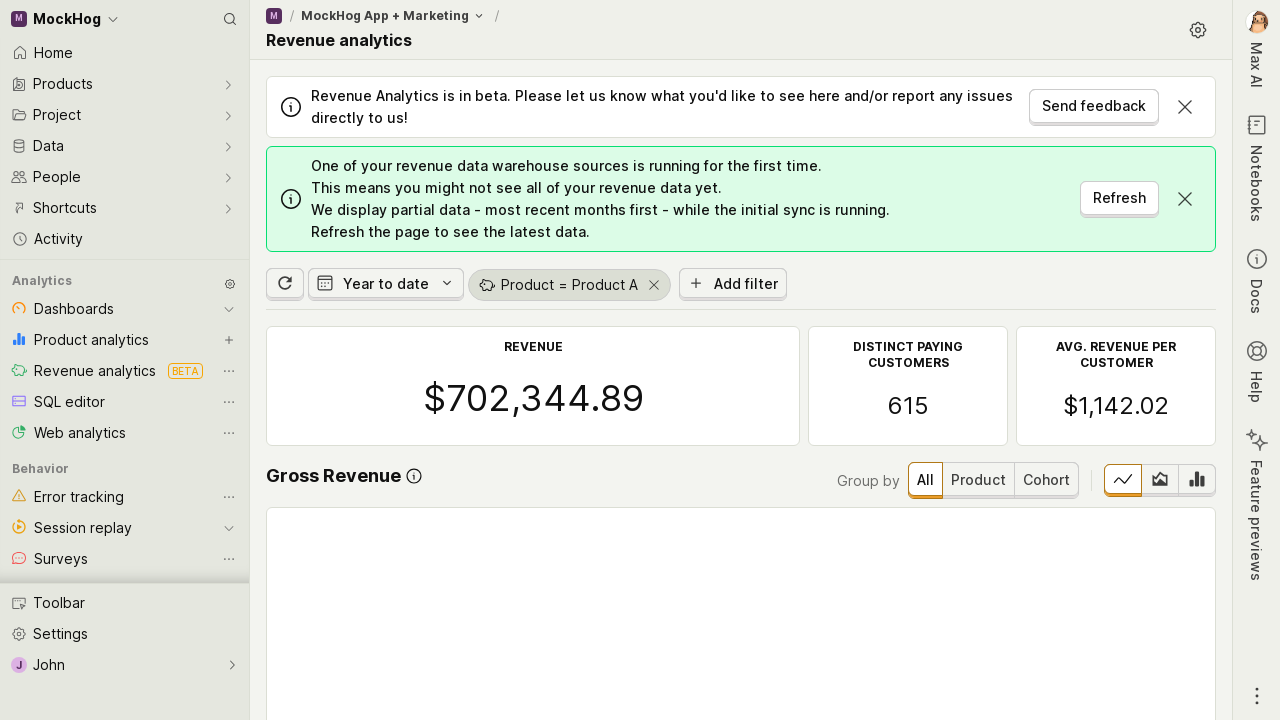 M MockHog
Home
Products
Project
Data
People
Shortcuts
Activity
Analytics
Dashboards
Product analytics
Revenue analytics BETA
SQL editor
Web analytics
Behavior
Error tracking
Session replay
Surveys
Toolbar
Settings
J John
M / MockHog App + Marketing /
Revenue analytics
Revenue Analytics is in beta. Please let us know what you'd like to see here and/or report any issues
directly to us!
Send feedback
One of your revenue data warehouse sources is running for the first time.
This means you might not see all of your revenue data yet.
We display partial data - most recent months first - while the initial sync is running.
Refresh the page to see the latest data.
Refresh
Year to date
Product = Product A
Add filter
REVENUE
$702,344.89
DISTINCT PAYING
CUSTOMERS
615
AVG. REVENUE PER
CUSTOMER
$1,142.02
Gross Revenue
Group by All Product Cohort
Max AI
Notebooks
Docs
Help
Feature previews